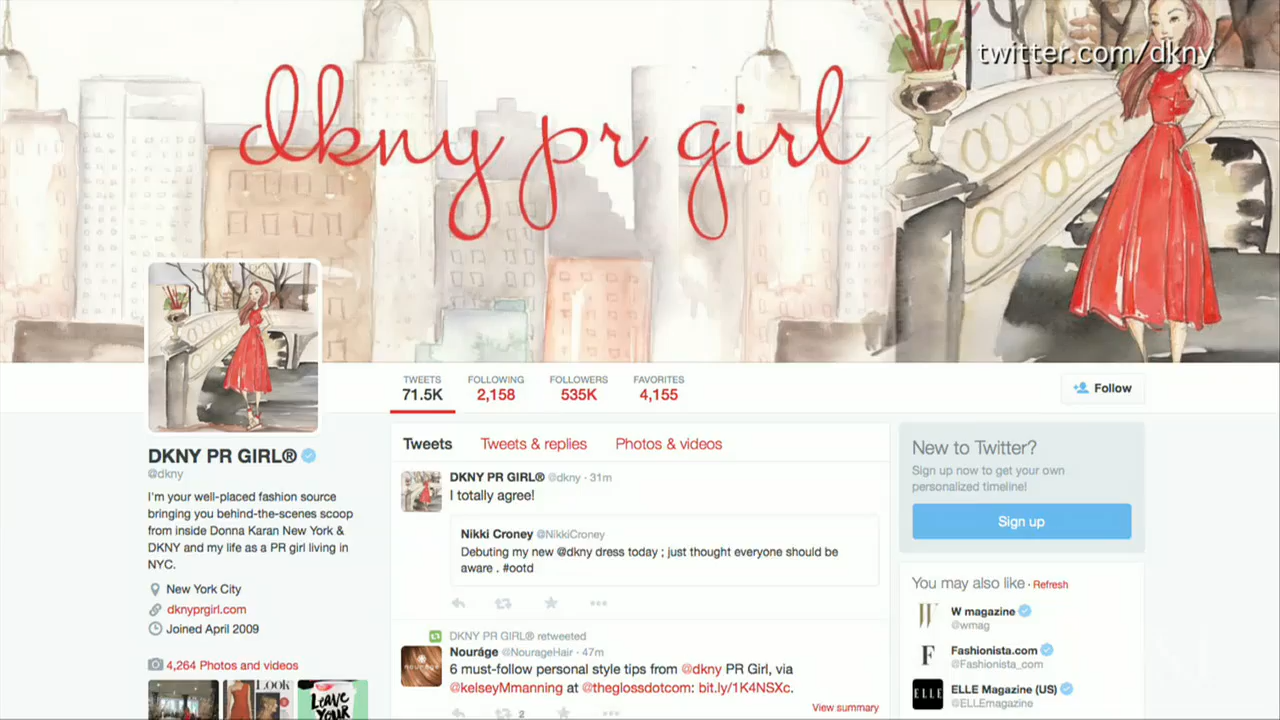 twitter.com/dkny
dkny pr girl
TWEETS
71.5K
FOLLOWING
2,158
FOLLOWERS
535K
FAVORITES
4,155
Follow
DKNY PR GIRL®
@dkny
I'm your well-placed fashion source
bringing you behind-the-scenes scoop
from inside Donna Karan New York &
DKNY and my life as a PR girl living in
NYC.
New York City
dknyprgirl.com
Joined April 2009
4,264 Photos and videos
LOOK
LEAVE
YOUR
Tweets
Tweets & replies
Photos & videos
DKNY PR GIRL® @dkny · 31m
I totally agree!
Nikki Croney @NikkiCroney
Debuting my new @dkny dress today ; just thought everyone should be
aware . #ootd
DKNY PR GIRL® retweeted
Nouráge @NourageHair · 47m
6 must-follow personal style tips from @dkny PR Girl, via
@kelseyMmanning at @theglossdotcom: bit.ly/1K4NSXc.
2
View summary
New to Twitter?
Sign up now to get your own
personalized timeline!
Sign up
You may also like · Refresh
W
W magazine
@wmag
F
Fashionista.com
@Fashionista_com
ELLE
ELLE Magazine (US)
@ELLEmagazine